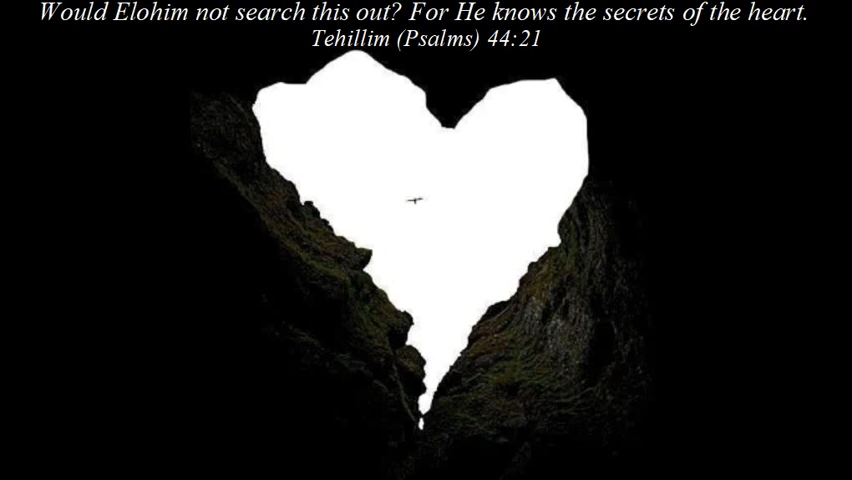 Would Elohim not search this out? For He knows the secrets of the heart.
Tehillim (Psalms) 44:21